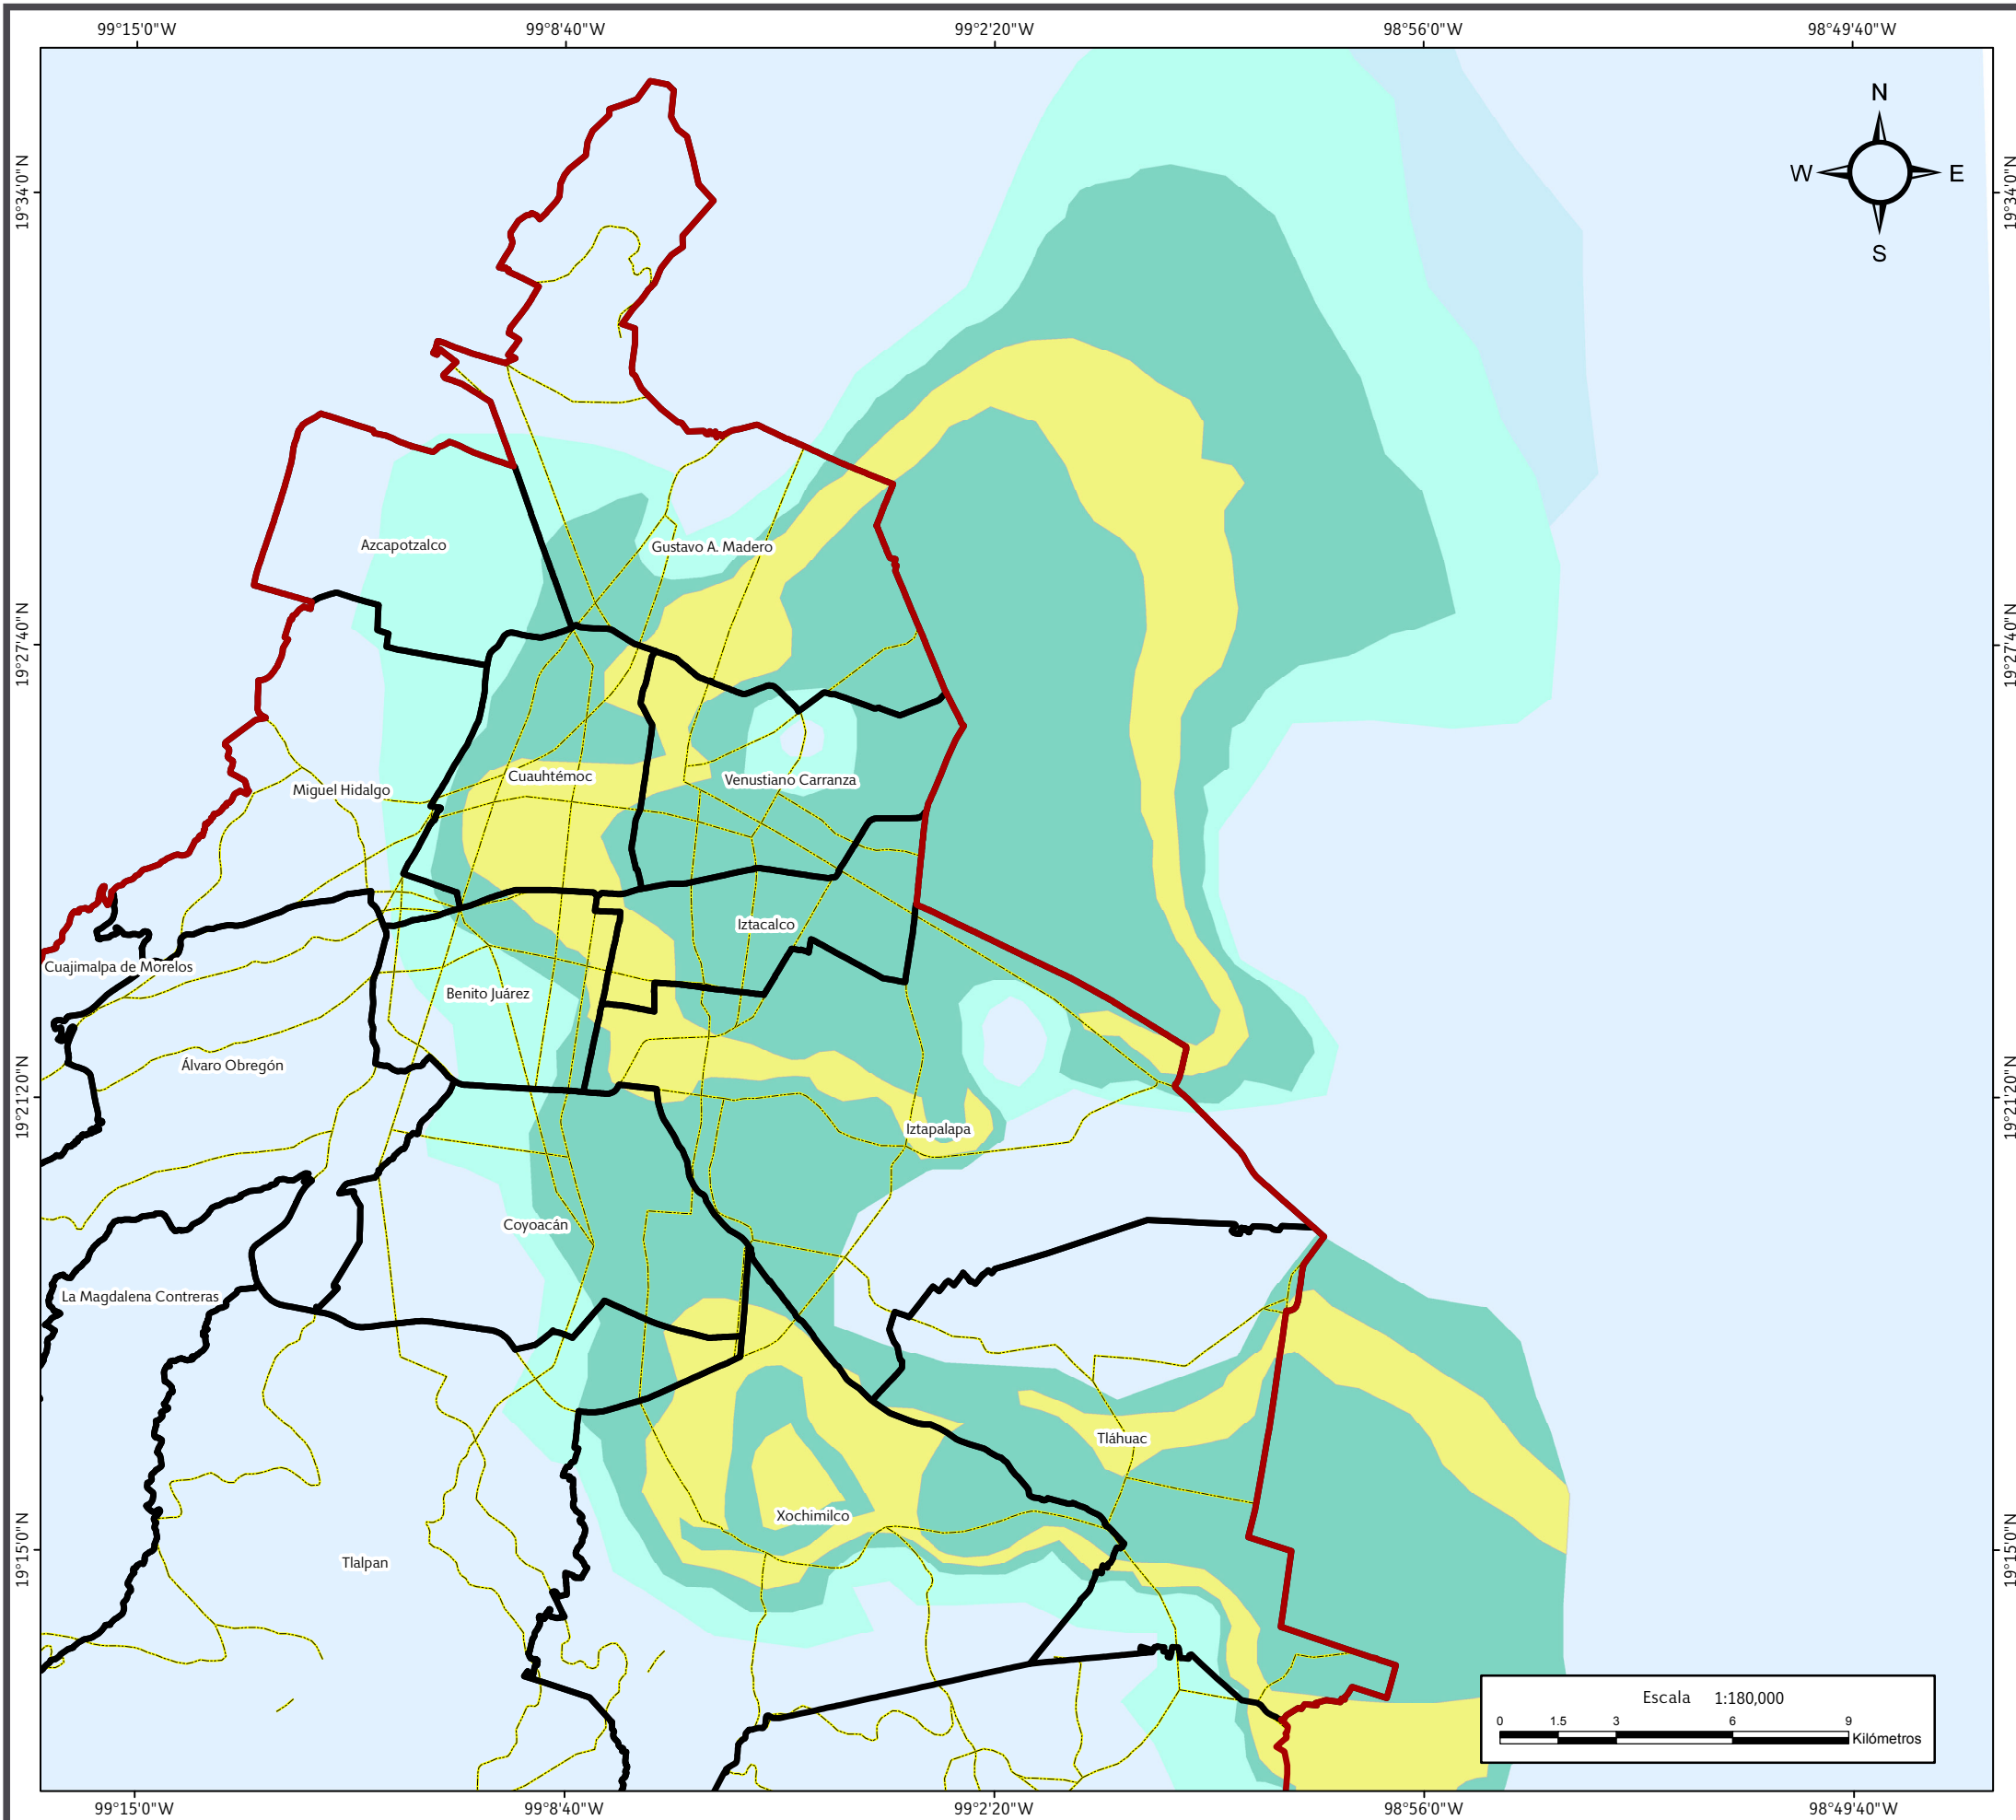 99°15'0"W 99°8'40"W 99°2'20"W 98°56'0"W 98°49'40"W
N
W E
S
19°34'0"N 19°34'0"N
Azcapotzalco
Gustavo A. Madero
19°27'40"N 19°27'40"N
Cuauhtémoc
Venustiano Carranza
Miguel Hidalgo
Iztacalco
Cuajimalpa de Morelos
Benito Juárez
Álvaro Obregón
19°21'20"N 19°21'20"N
Iztapalapa
Coyoacán
La Magdalena Contreras
Tláhuac
Xochimilco
19°15'0"N 19°15'0"N
Tlalpan
Escala 1:180,000
0 1.5 3 6 9
Kilómetros
99°15'0"W 99°8'40"W 99°2'20"W 98°56'0"W 98°49'40"W